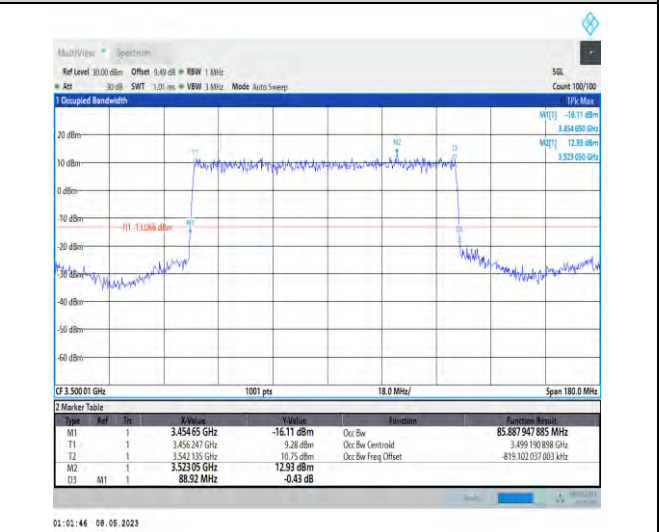 MultiView Spectrum
Ref Level 30.00 dBm Offset 9.49 dB RBW 1 MHz SGL
Att 30 dB SWT 1.01 ms VBW 3 MHz Mode Auto Sweep Count 100/100
1 Occupied Bandwidth 1Pk Max
M1[1] -16.11 dBm
3.454 650 GHz
M2[1] 12.93 dBm
3.523 050 GHz
20 dBm
M2
T1
10 dBm
0 dBm
-10 dBm
M1
H1 -13.066 dBm
-20 dBm
-30 dBm
-40 dBm
-50 dBm
-60 dBm
CF 3.500 01 GHz 1001 pts 18.0 MHz/ Span 180.0 MHz
2 Marker Table
Type Ref Trc X-Value Y-Value Function Function Result
M1 1 3.454 65 GHz -16.11 dBm Occ Bw 85.887 947 885 MHz
T1 1 3.456 247 GHz 9.28 dBm Occ Bw Centroid 3.499 190 898 GHz
T2 1 3.542 135 GHz 10.75 dBm Occ Bw Freq Offset -819.102 037 003 kHz
M2 1 3.523 05 GHz 12.93 dBm
D3 M1 1 88.92 MHz -0.43 dB
01:01:46 08.05.2023